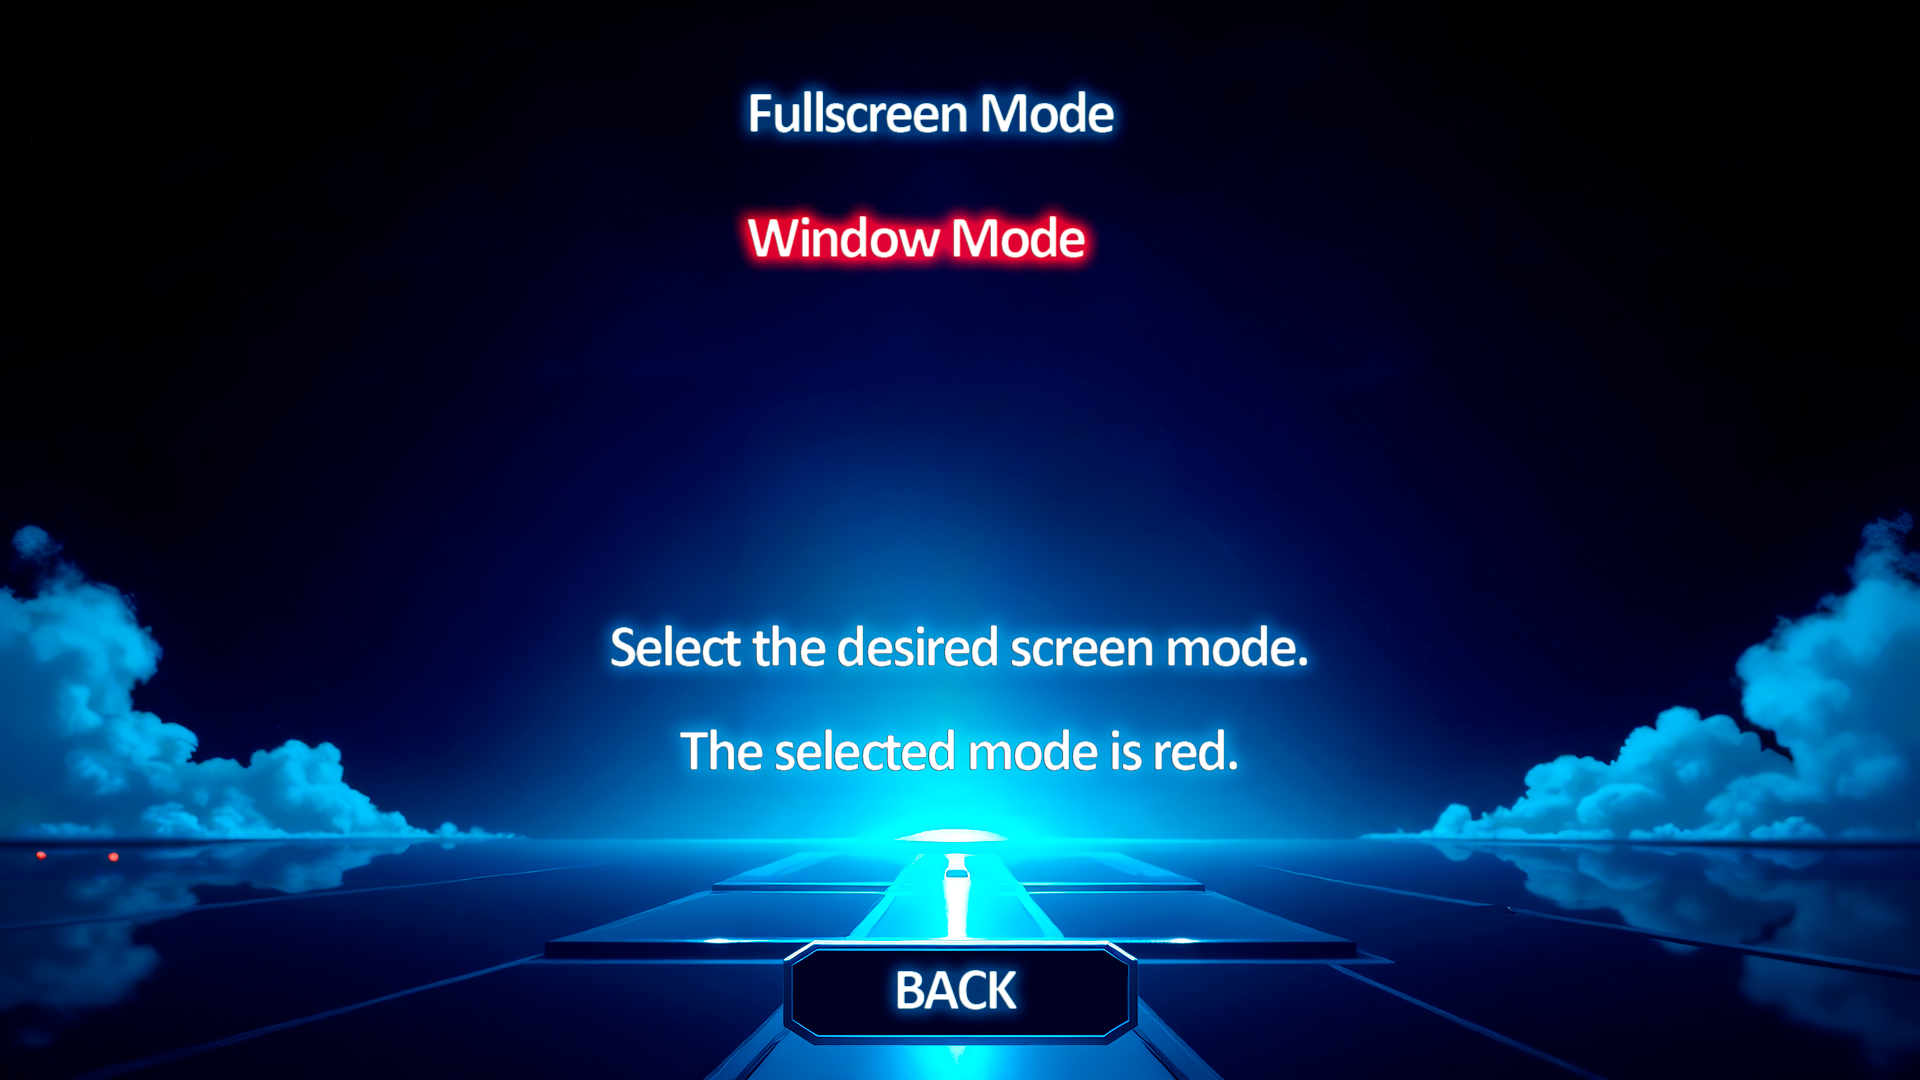 Fullscreen Mode
Window Mode
Select the desired screen mode.
The selected mode is red.
BACK